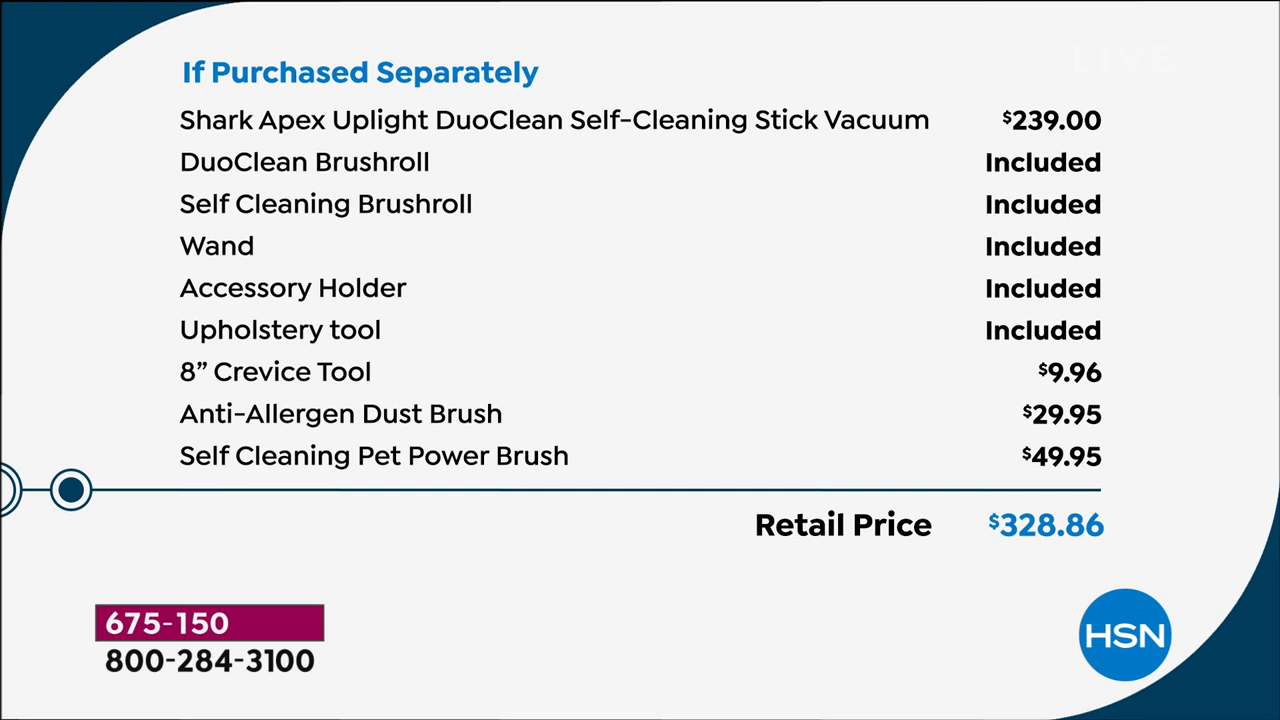 LIVE
If Purchased Separately
Shark Apex Uplight DuoClean Self-Cleaning Stick Vacuum $239.00
DuoClean Brushroll Included
Self Cleaning Brushroll Included
Wand Included
Accessory Holder Included
Upholstery tool Included
8” Crevice Tool $9.96
Anti-Allergen Dust Brush $29.95
Self Cleaning Pet Power Brush $49.95
Retail Price $328.86
675-150
800-284-3100
HSN